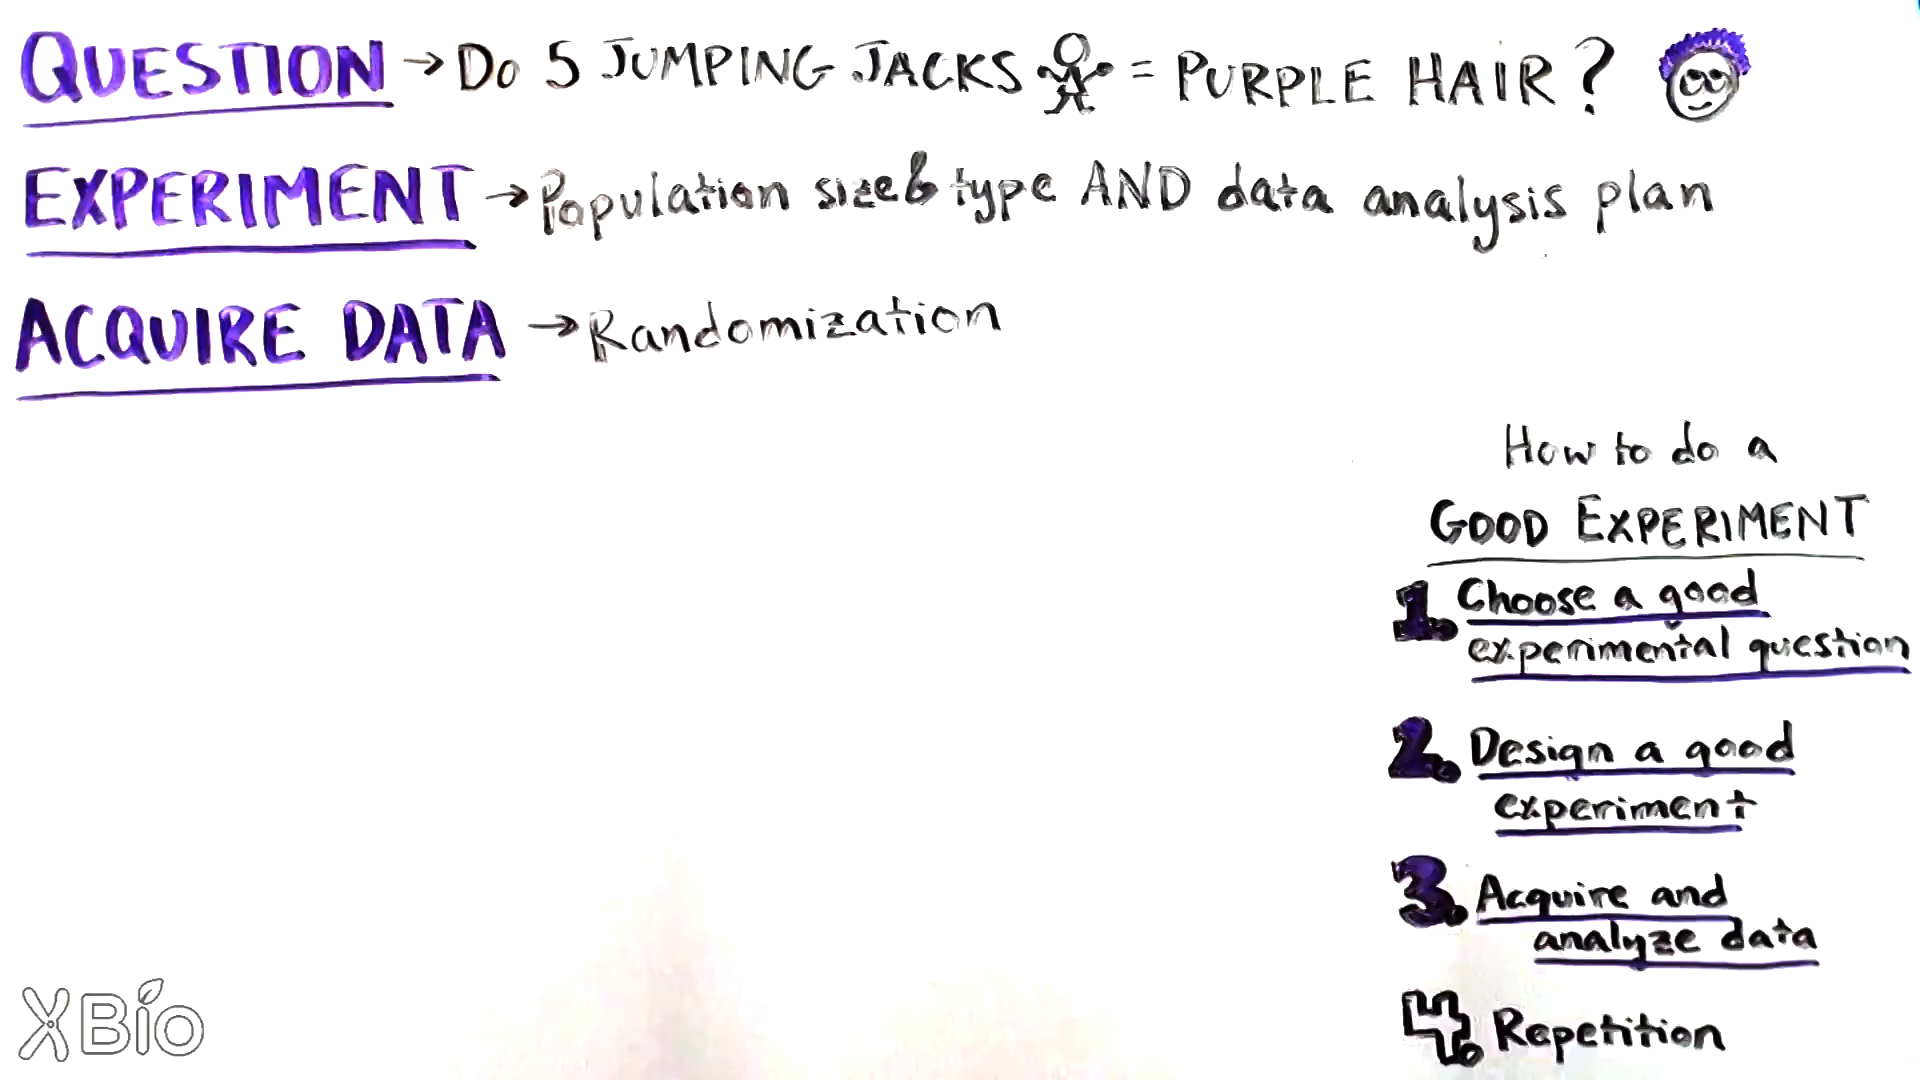 QUESTION → Do 5 JUMPING JACKS = PURPLE HAIR?
EXPERIMENT → Population size & type AND data analysis plan
ACQUIRE DATA → Randomization
How to do a
GOOD EXPERIMENT
1. Choose a good
experimental question
2. Design a good
experiment
3. Acquire and
analyze data
4. Repetition
XBio